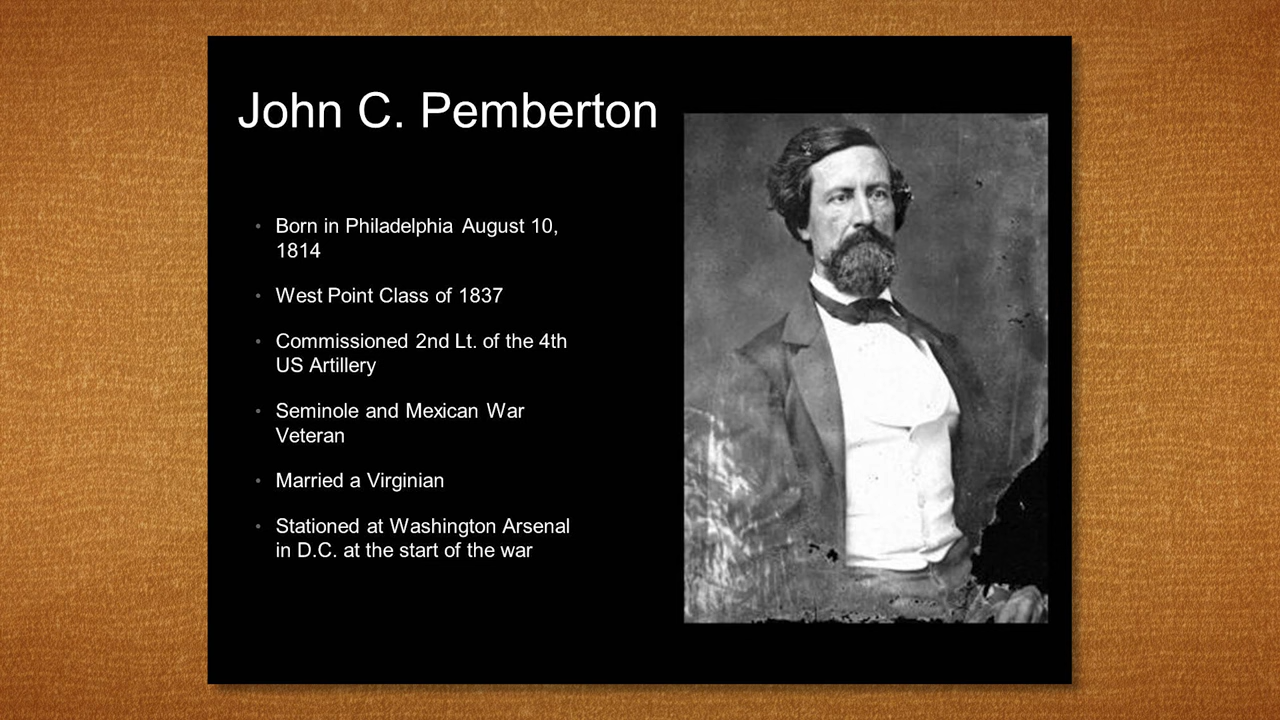 John C. Pemberton
• Born in Philadelphia August 10,
1814
• West Point Class of 1837
• Commissioned 2nd Lt. of the 4th
US Artillery
• Seminole and Mexican War
Veteran
• Married a Virginian
• Stationed at Washington Arsenal
in D.C. at the start of the war